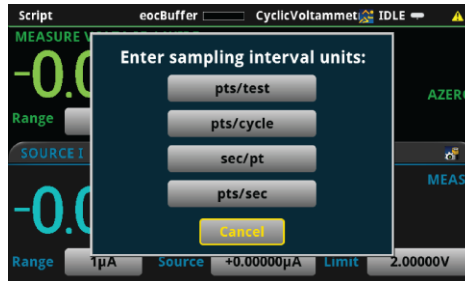 Script eocBuffer CyclicVoltammet IDLE
MEASURE
Enter sampling interval units:
-0.0
pts/test
AZER
Range
pts/cycle
SOURCE I
sec/pt
MEAS
pts/sec
-0.0
Cancel
Range 1µA Source +0.00000µA Limit 2.00000V